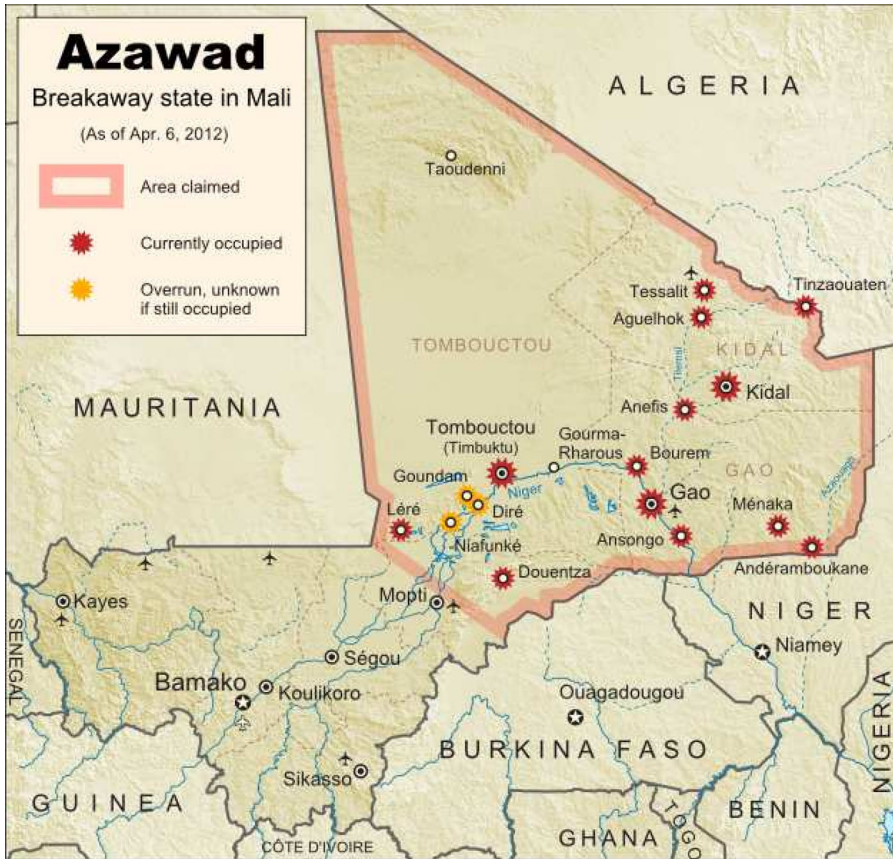 Azawad
Breakaway state in Mali
(As of Apr. 6, 2012)
Area claimed
Currently occupied
Overrun, unknown
if still occupied
ALGERIA
Taoudenni
Tessalit
Tinzaouaten
Aguelhok
TOMBOUCTOU
KIDAL
Tilemsi
Kidal
MAURITANIA
Anefis
Tombouctou
(Timbuktu)
Gourma-
Rharous
Bourem
GAO
Azaouagh
Goundam
Niger
Gao
Ménaka
Léré
Diré
Niafunké
Ansongo
Andéramboukane
Douentza
Mopti
Kayes
NIGER
SENEGAL
Niamey
Ségou
Bamako
Koulikoro
Ouagadougou
NIGERIA
BURKINA FASO
Sikasso
GUINEA
BENIN
TOGO
GHANA
CÔTE D'IVOIRE